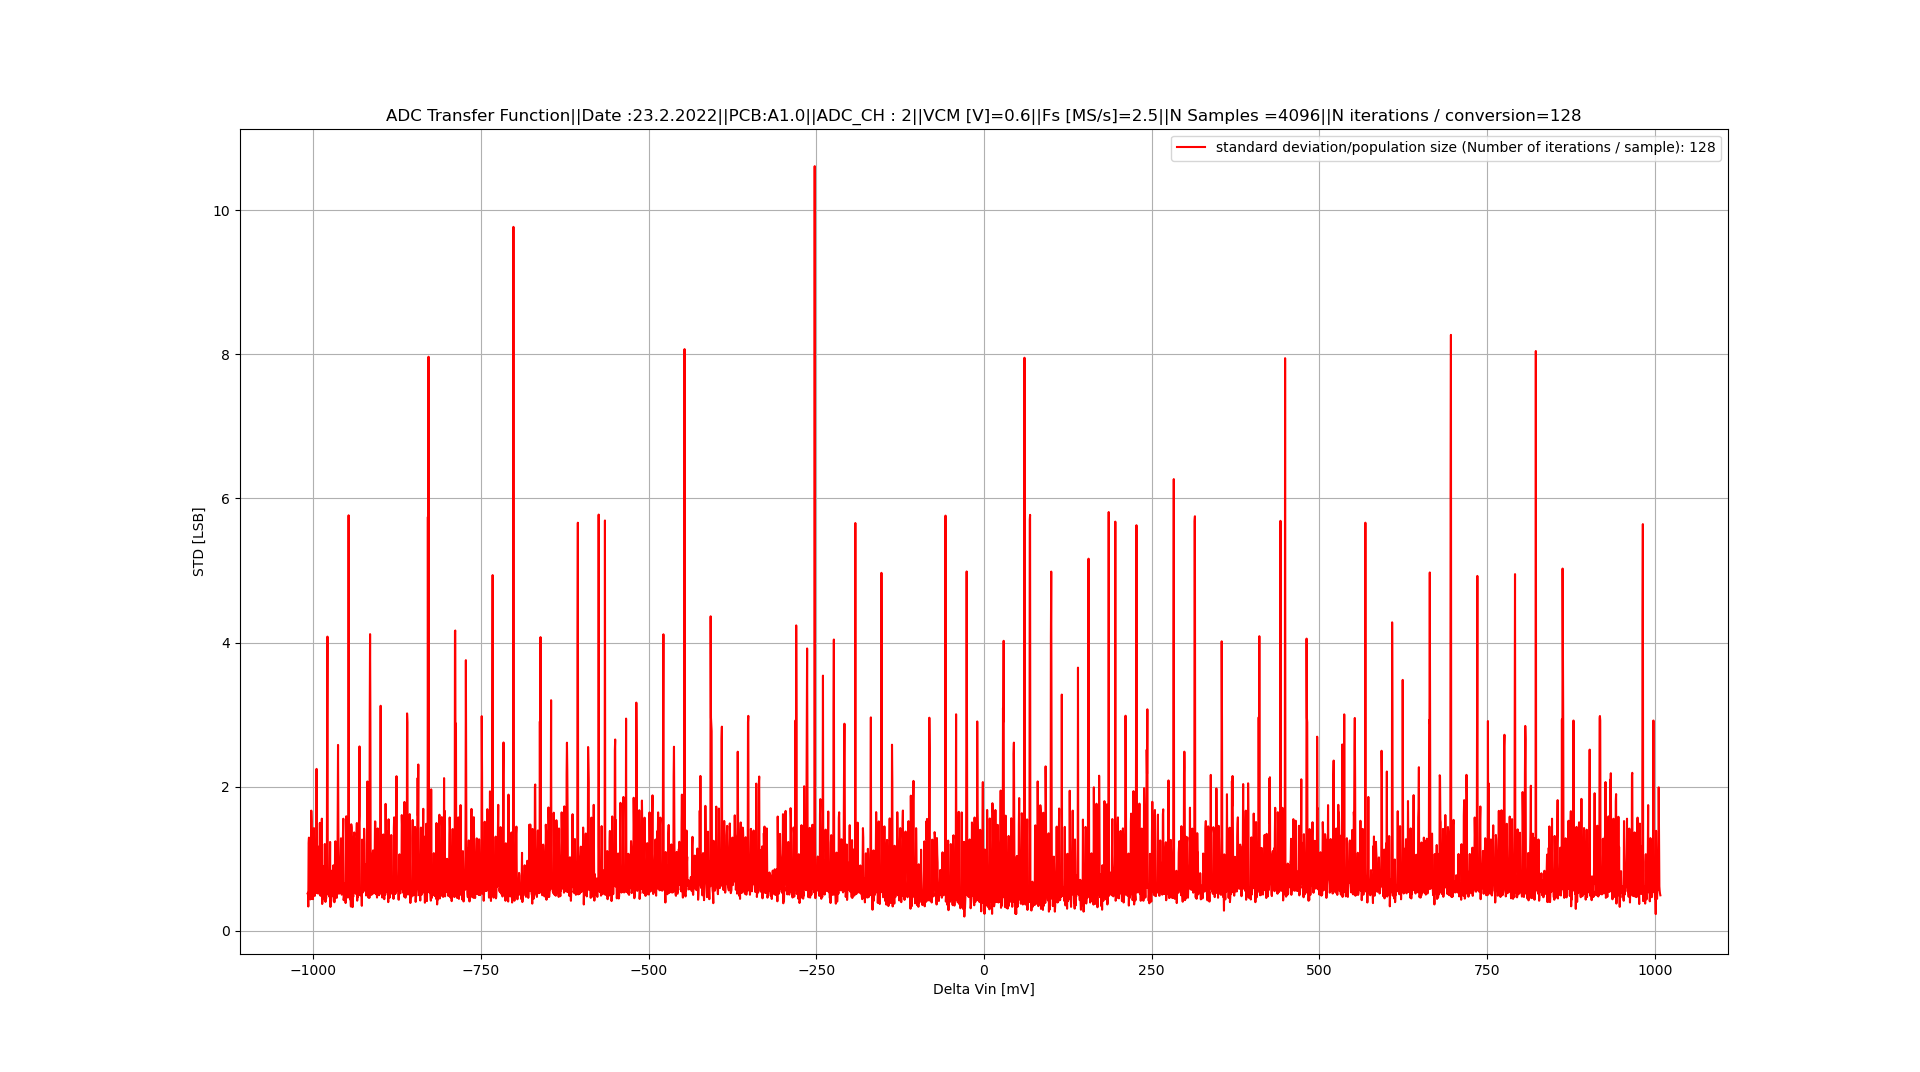 ADC Transfer Function||Date :23.2.2022||PCB:A1.0||ADC_CH : 2||VCM [V]=0.6||Fs [MS/s]=2.5||N Samples =4096||N iterations / conversion=128
standard deviation/population size (Number of iterations / sample): 128
10
8
6
4
2
0
STD [LSB]
−1000 −750 −500 −250 0 250 500 750 1000
Delta Vin [mV]